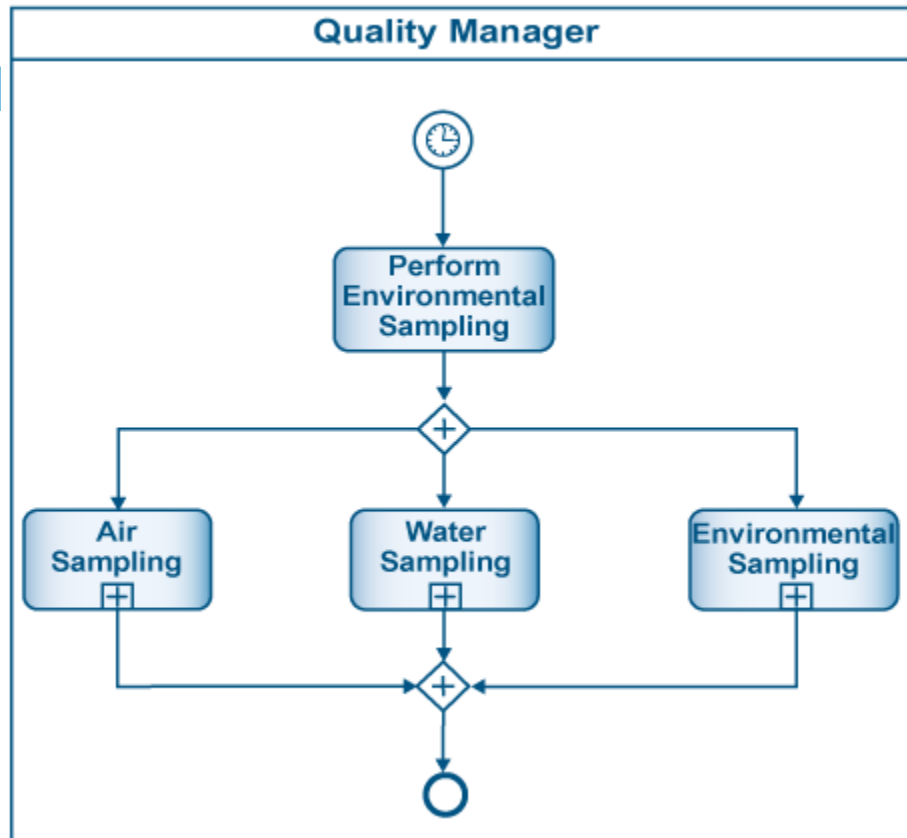 Quality Manager
Perform
Environmental
Sampling
Air
Sampling
Water
Sampling
Environmental
Sampling